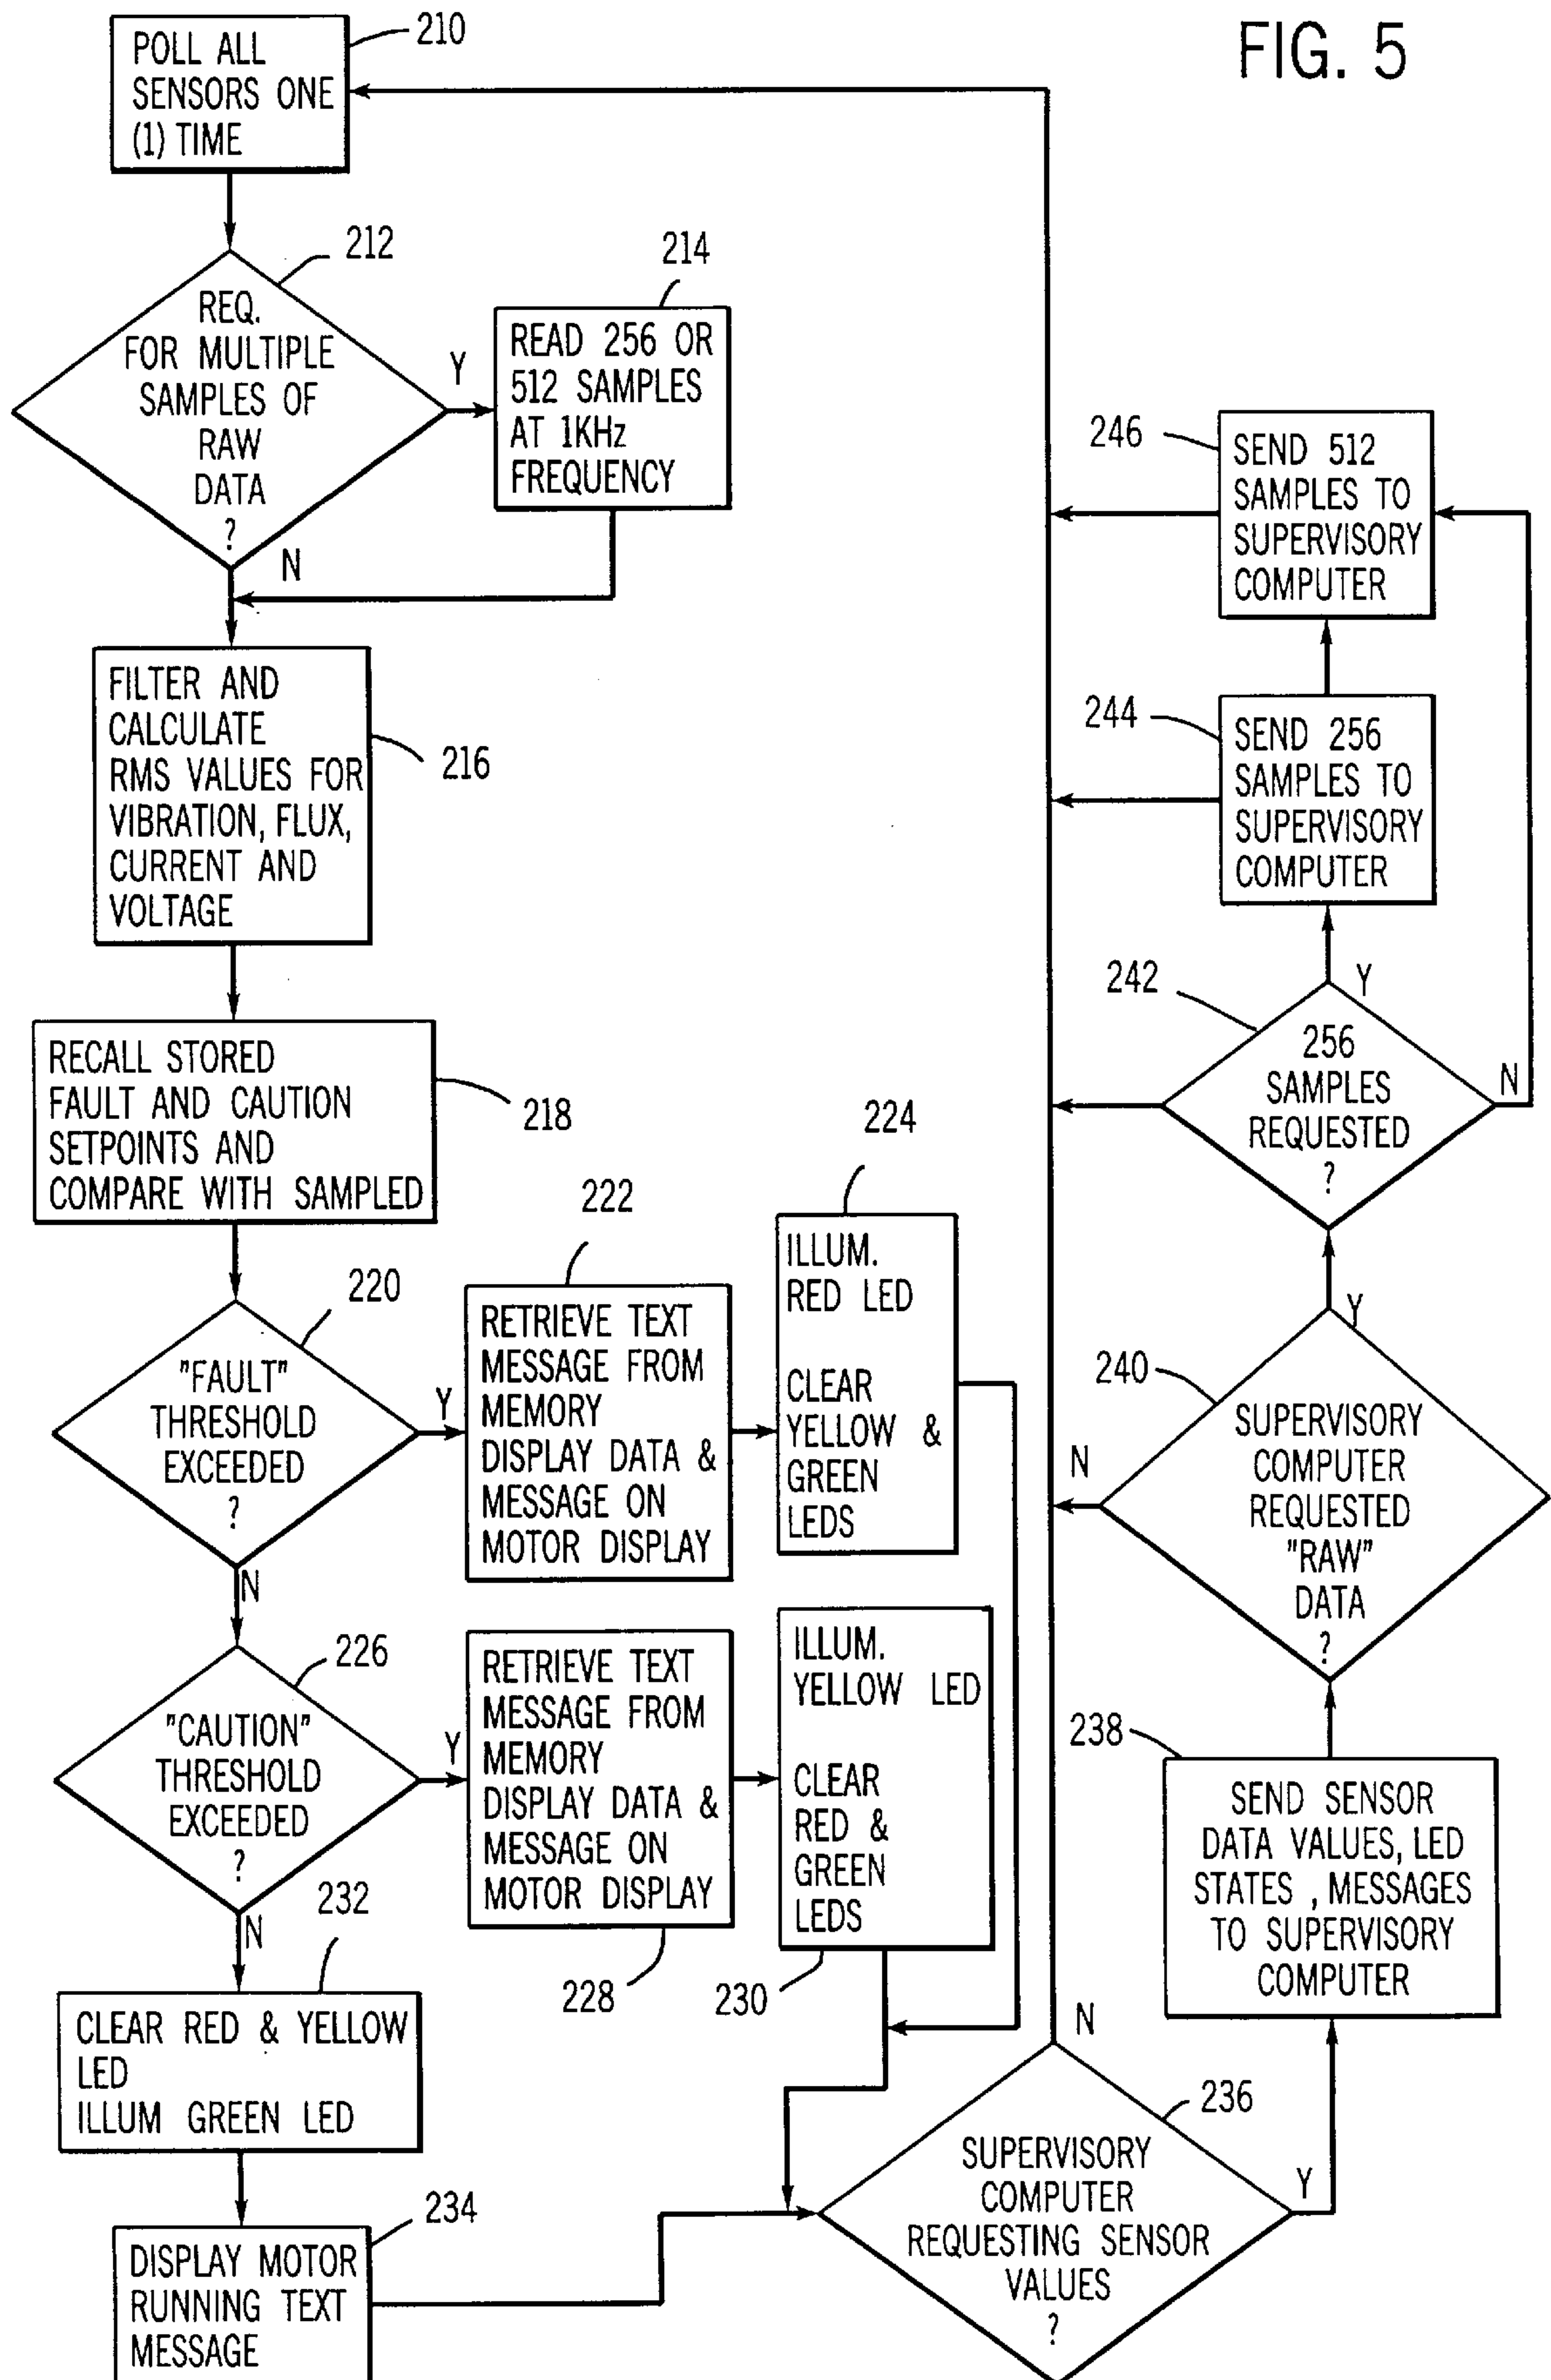 FIG. 5
210
POLL ALL
SENSORS ONE
(1) TIME
212
REQ.
FOR MULTIPLE
SAMPLES OF
RAW
DATA
?
Y
N
214
READ 256 OR
512 SAMPLES
AT 1KHz
FREQUENCY
FILTER AND
CALCULATE
RMS VALUES FOR
VIBRATION, FLUX,
CURRENT AND
VOLTAGE
216
RECALL STORED
FAULT AND CAUTION
SETPOINTS AND
COMPARE WITH SAMPLED
218
220
"FAULT"
THRESHOLD
EXCEEDED
?
Y
N
222
RETRIEVE TEXT
MESSAGE FROM
MEMORY
DISPLAY DATA &
MESSAGE ON
MOTOR DISPLAY
224
ILLUM.
RED LED
CLEAR
YELLOW &
GREEN
LEDS
226
"CAUTION"
THRESHOLD
EXCEEDED
?
Y
N
RETRIEVE TEXT
MESSAGE FROM
MEMORY
DISPLAY DATA &
MESSAGE ON
MOTOR DISPLAY
228
ILLUM.
YELLOW LED
CLEAR
RED &
GREEN
LEDS
230
232
CLEAR RED & YELLOW
LED
ILLUM GREEN LED
234
DISPLAY MOTOR
RUNNING TEXT
MESSAGE
236
SUPERVISORY
COMPUTER
REQUESTING SENSOR
VALUES
?
N
Y
238
SEND SENSOR
DATA VALUES, LED
STATES , MESSAGES
TO SUPERVISORY
COMPUTER
240
SUPERVISORY
COMPUTER
REQUESTED
"RAW"
DATA
?
N
Y
242
256
SAMPLES
REQUESTED
?
Y
N
244
SEND 256
SAMPLES TO
SUPERVISORY
COMPUTER
246
SEND 512
SAMPLES TO
SUPERVISORY
COMPUTER